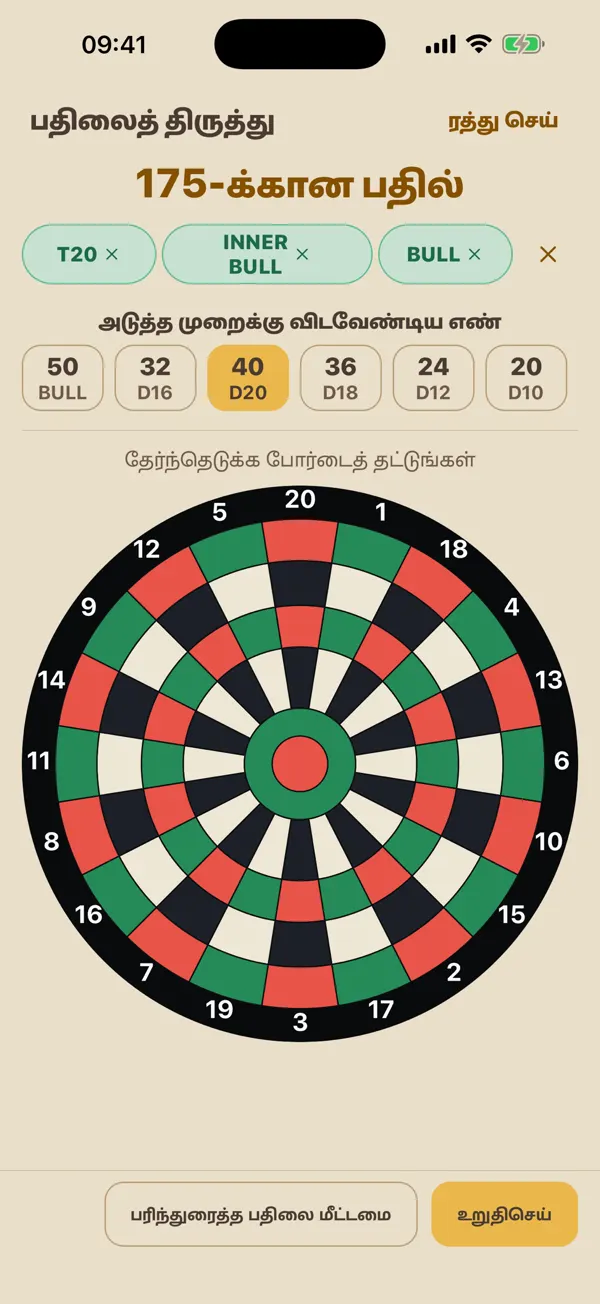 09:41
பதிலைத் திருத்து
ரத்து செய்
175-க்கான பதில்
T20 ×
INNER
BULL ×
BULL ×
×
அடுத்த முறைக்கு விடவேண்டிய எண்
50
BULL
32
D16
40
D20
36
D18
24
D12
20
D10
தேர்ந்தெடுக்க போர்டைத் தட்டுங்கள்
20
1
18
4
13
6
10
15
2
17
3
19
7
16
8
11
14
9
12
5
பரிந்துரைத்த பதிலை மீட்டமை
உறுதிசெய்